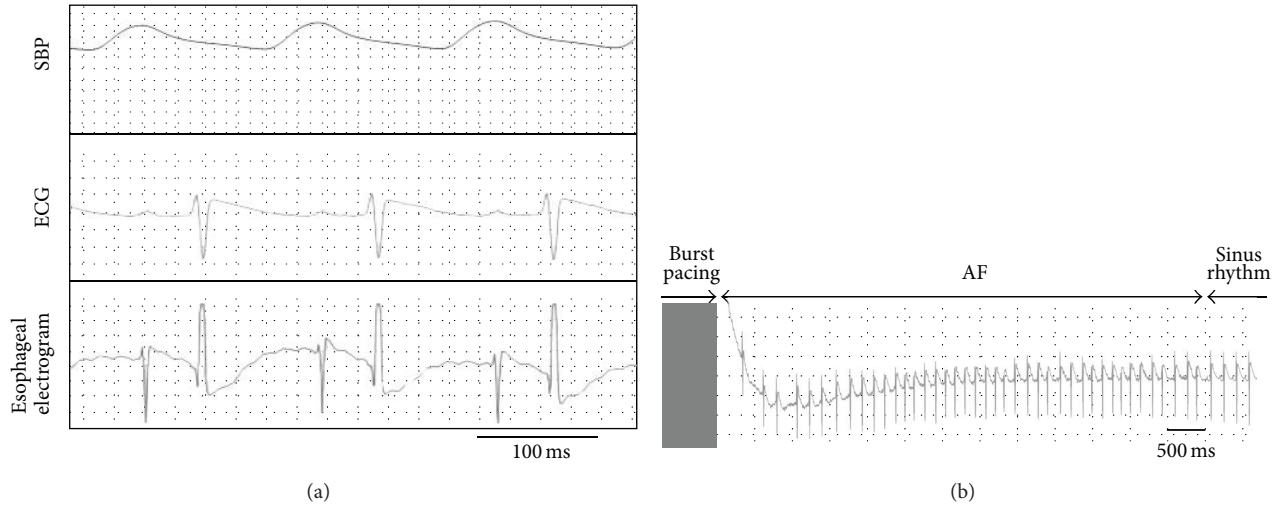 SBP
ECG
Esophageal
electrogram
100 ms
(a)
Burst
pacing
AF
Sinus
rhythm
500 ms
(b)